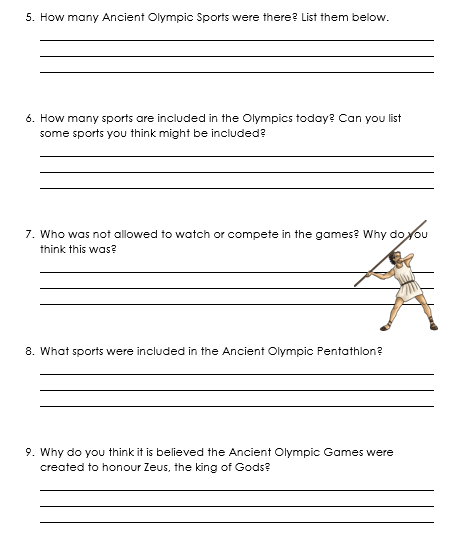 5. How many Ancient Olympic Sports were there? List them below.
6. How many sports are included in the Olympics today? Can you list
some sports you think might be included?
7. Who was not allowed to watch or compete in the games? Why do you
think this was?
8. What sports were included in the Ancient Olympic Pentathlon?
9. Why do you think it is believed the Ancient Olympic Games were
created to honour Zeus, the king of Gods?